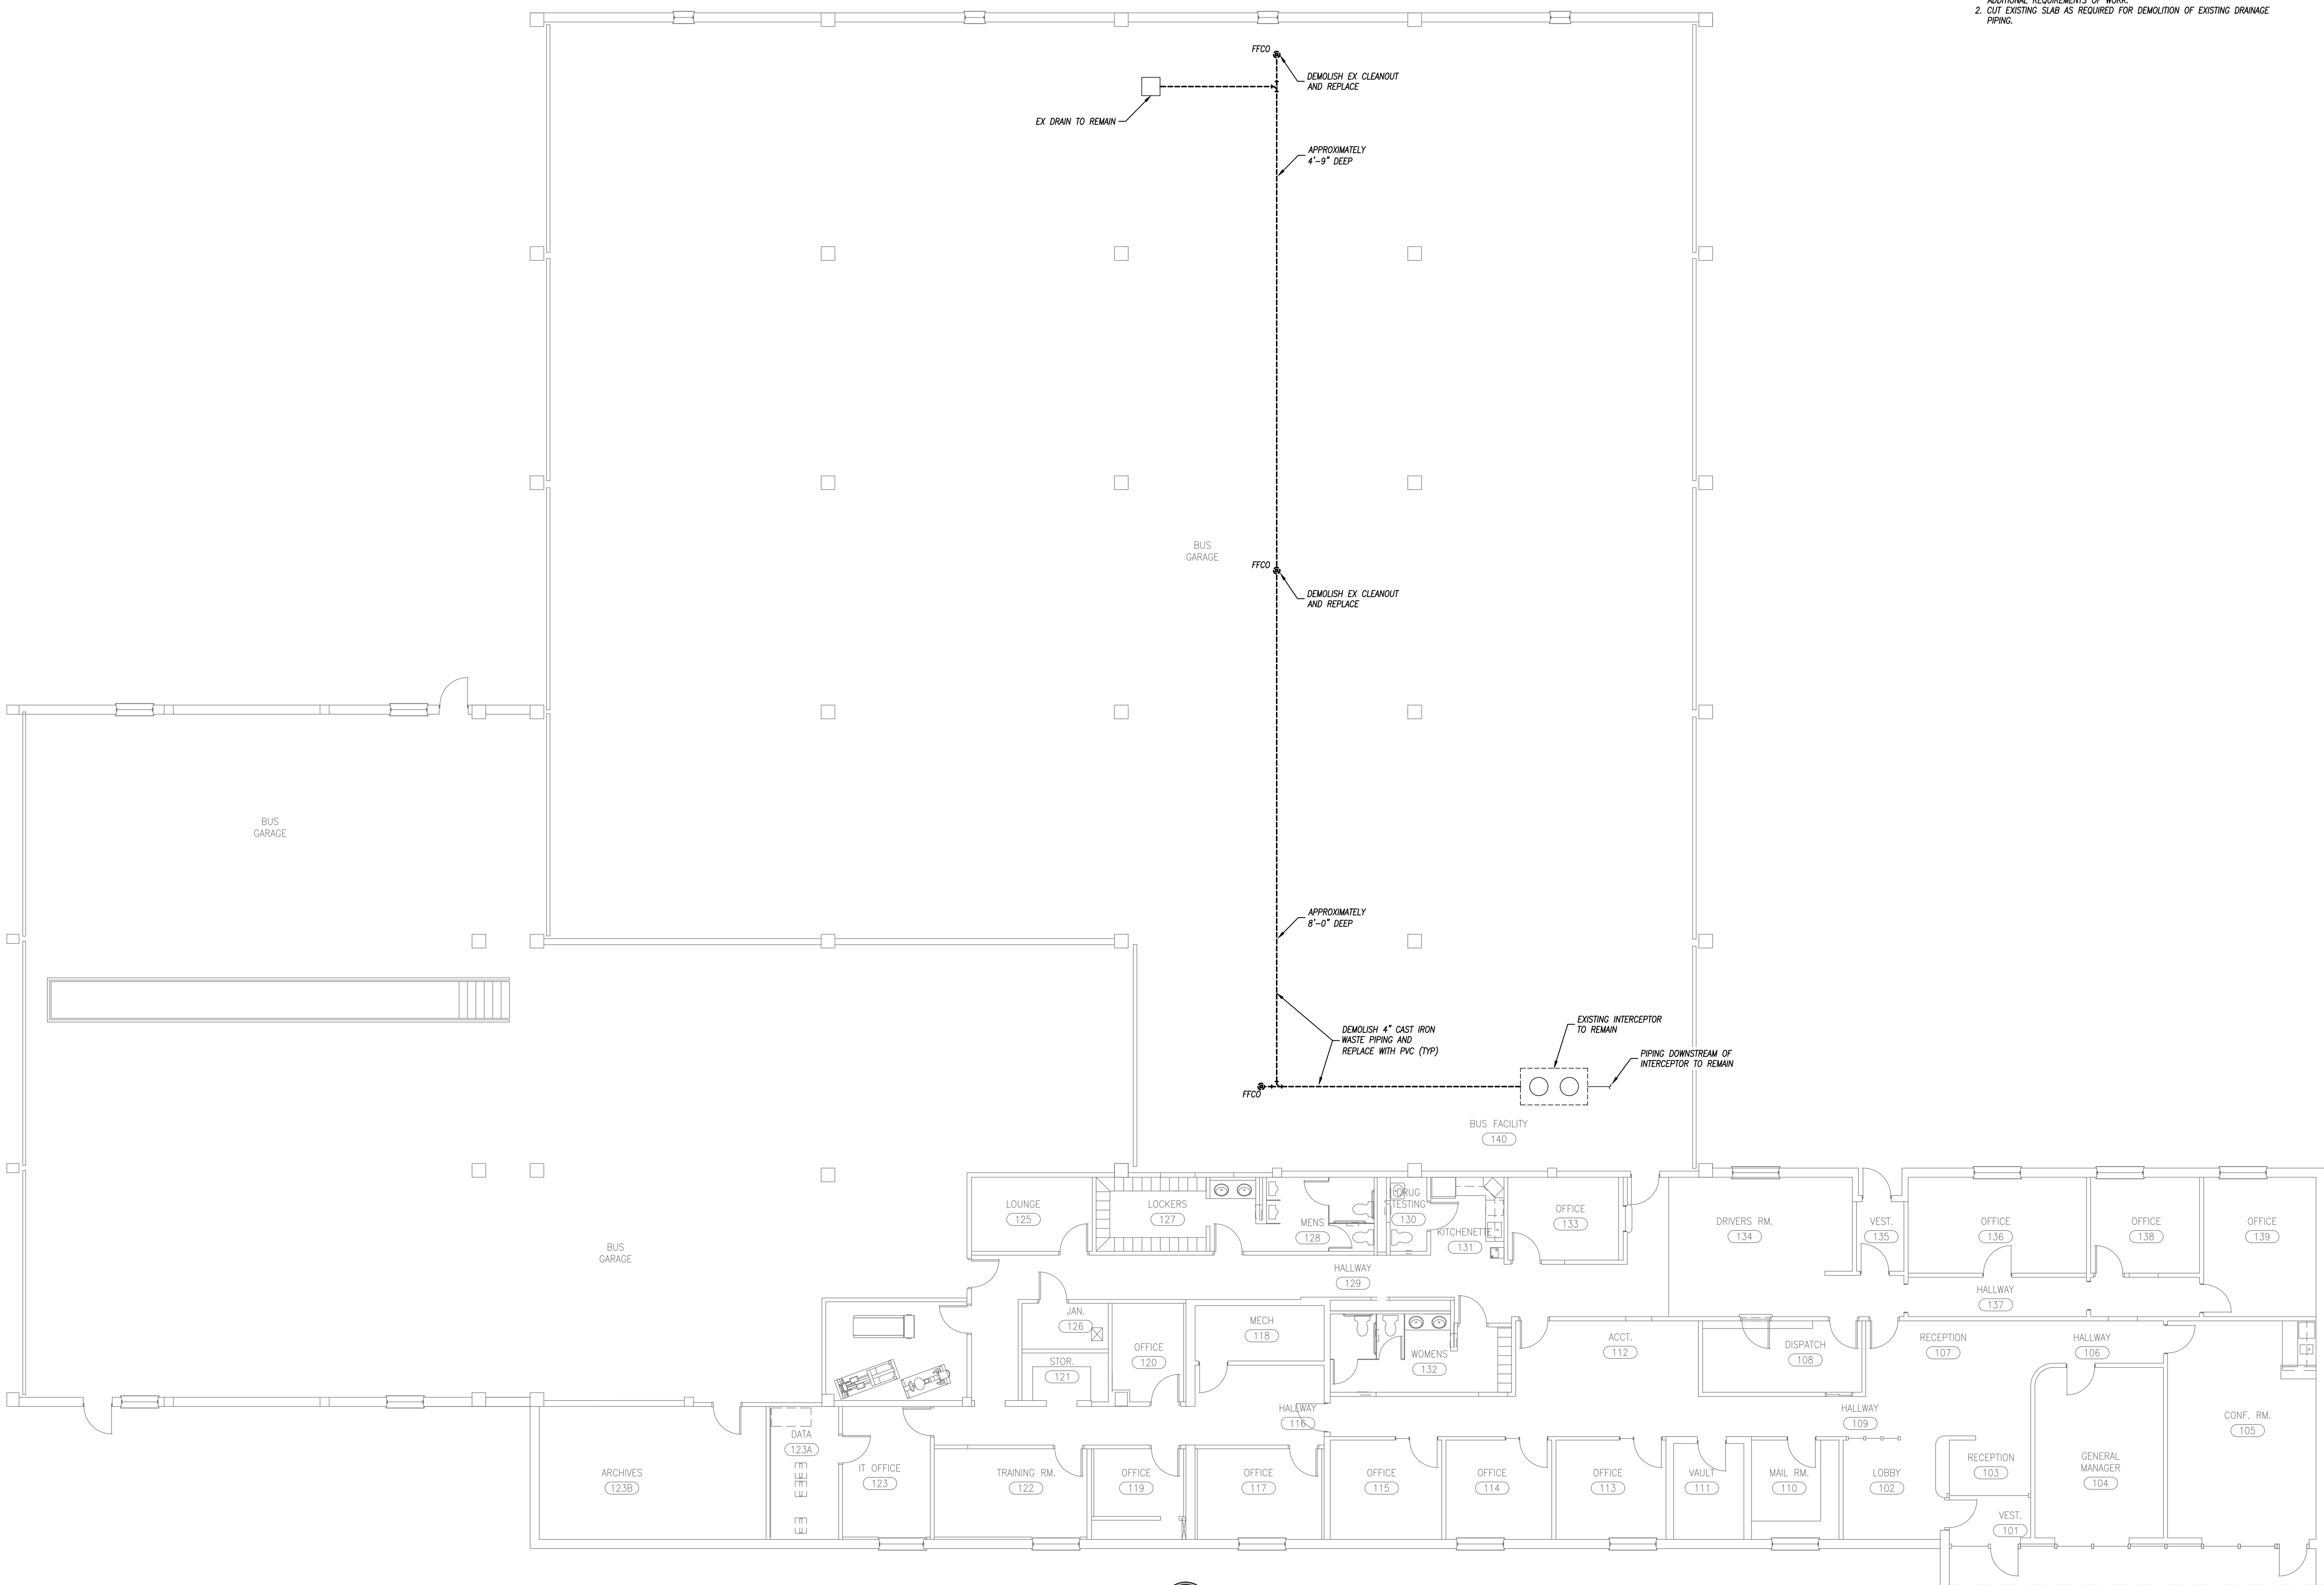 ADDITIONAL REQUIREMENTS OF WORK.
2. CUT EXISTING SLAB AS REQUIRED FOR DEMOLITION OF EXISTING DRAINAGE
PIPING.
FFCO
DEMOLISH EX CLEANOUT
AND REPLACE
EX DRAIN TO REMAIN
APPROXIMATELY
4'-9" DEEP
BUS
GARAGE
FFCO
DEMOLISH EX CLEANOUT
AND REPLACE
BUS
GARAGE
APPROXIMATELY
8'-0" DEEP
DEMOLISH 4" CAST IRON
WASTE PIPING AND
REPLACE WITH PVC (TYP)
EXISTING INTERCEPTOR
TO REMAIN
PIPING DOWNSTREAM OF
INTERCEPTOR TO REMAIN
FFCO
BUS FACILITY
140
LOUNGE
125
LOCKERS
127
MENS
128
DRUG
TESTING
130
KITCHENETTE
131
OFFICE
133
DRIVERS RM.
134
VEST.
135
OFFICE
136
OFFICE
138
OFFICE
139
BUS
GARAGE
HALLWAY
129
HALLWAY
137
JAN.
126
MECH
118
OFFICE
120
STOR.
121
WOMENS
132
ACCT.
112
DISPATCH
108
RECEPTION
107
HALLWAY
106
HALLWAY
116
HALLWAY
109
CONF. RM.
105
DATA
123A
ARCHIVES
123B
IT OFFICE
123
TRAINING RM.
122
OFFICE
119
OFFICE
117
OFFICE
115
OFFICE
114
OFFICE
113
VAULT
111
MAIL RM.
110
LOBBY
102
RECEPTION
103
GENERAL
MANAGER
104
VEST.
101